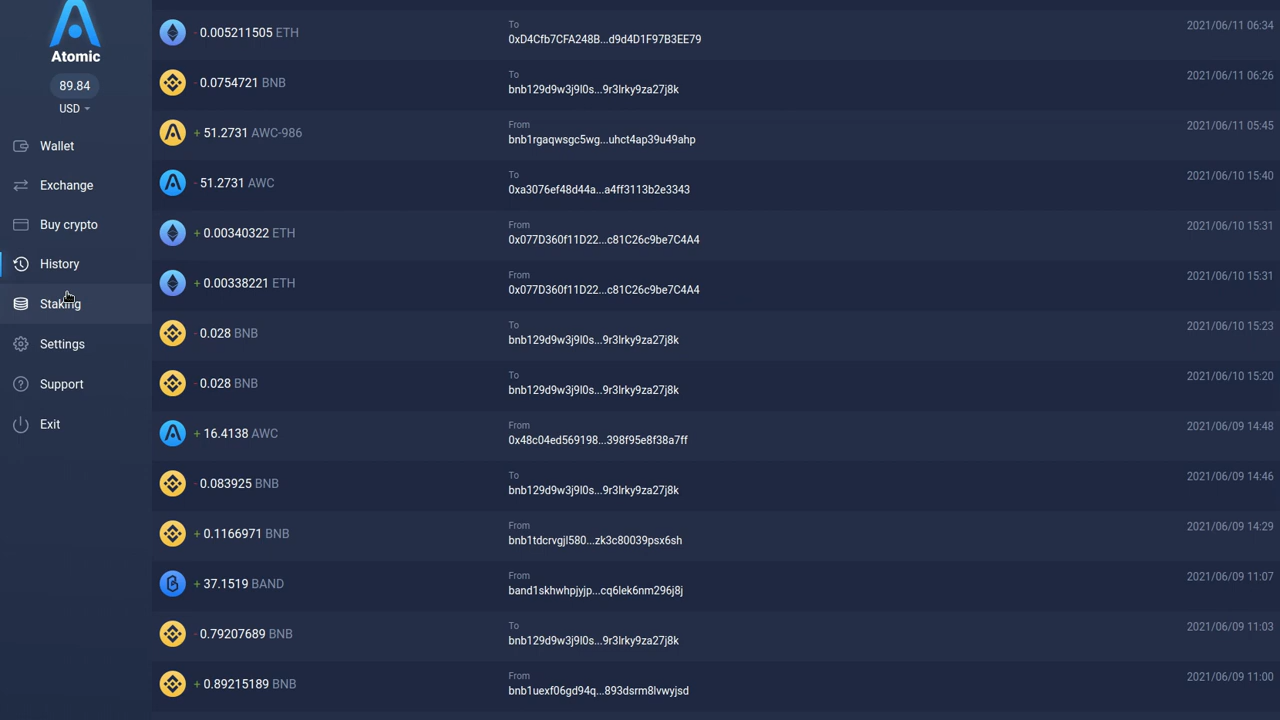 Atomic
89.84
USD
Wallet
Exchange
Buy crypto
History
Staking
Settings
Support
Exit
- 0.005211505 ETH
To
0xD4Cfb7CFA248B...d9d4D1F97B3EE79
2021/06/11 06:34
- 0.0754721 BNB
To
bnb129d9w3j9l0s...9r3lrky9za27j8k
2021/06/11 06:26
+ 51.2731 AWC-986
From
bnb1rgaqwsgc5wg...uhct4ap39u49ahp
2021/06/11 05:45
- 51.2731 AWC
To
0xa3076ef48d44a...a4ff3113b2e3343
2021/06/10 15:40
+ 0.00340322 ETH
From
0x077D360f11D22...c81C26c9be7C4A4
2021/06/10 15:31
+ 0.00338221 ETH
From
0x077D360f11D22...c81C26c9be7C4A4
2021/06/10 15:31
- 0.028 BNB
To
bnb129d9w3j9l0s...9r3lrky9za27j8k
2021/06/10 15:23
- 0.028 BNB
To
bnb129d9w3j9l0s...9r3lrky9za27j8k
2021/06/10 15:20
+ 16.4138 AWC
From
0x48c04ed569198...398f95e8f38a7ff
2021/06/09 14:48
- 0.083925 BNB
To
bnb129d9w3j9l0s...9r3lrky9za27j8k
2021/06/09 14:46
+ 0.1166971 BNB
From
bnb1tdcrvgjl580...zk3c80039psx6sh
2021/06/09 14:29
+ 37.1519 BAND
From
band1skhwhpjyjp...cq6lek6nm296j8j
2021/06/09 11:07
- 0.79207689 BNB
To
bnb129d9w3j9l0s...9r3lrky9za27j8k
2021/06/09 11:03
+ 0.89215189 BNB
From
bnb1uexf06gd94q...893dsrm8lvwyjsd
2021/06/09 11:00